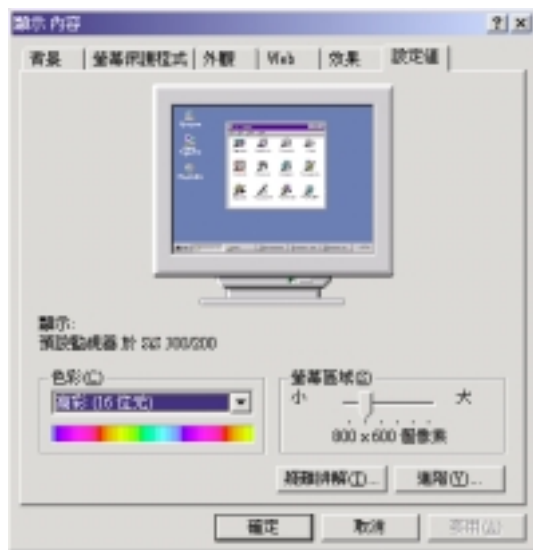 顯示 內容
背景 螢幕保護程式 外觀 Web 效果 設定值
顯示:
預設監視器 於 SiS 300/200
色彩(C)
高彩 (16 位元)
螢幕區域(S)
小 大
800 x 600 個像素
疑難排解(T)... 進階(V)...
確定 取消 套用(A)